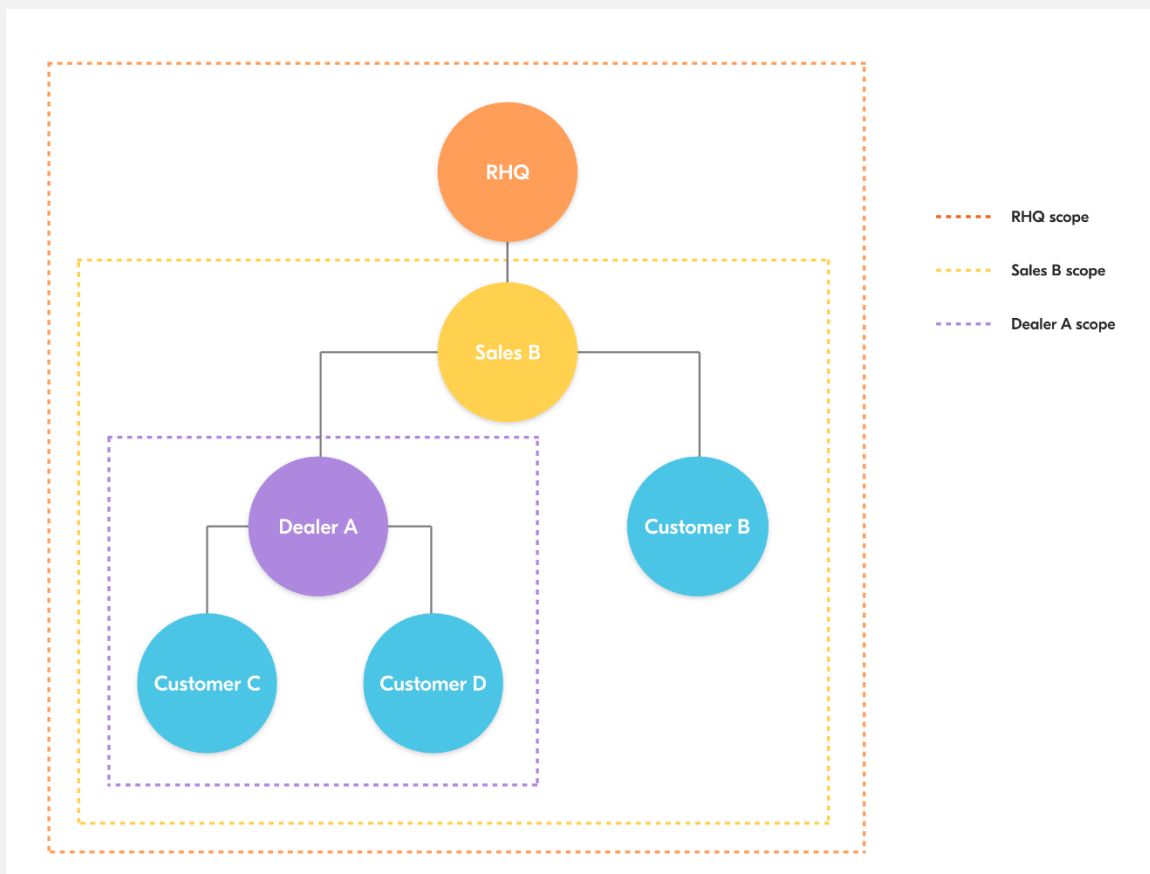 RHQ
Sales B
Dealer A
Customer B
Customer C
Customer D
RHQ scope
Sales B scope
Dealer A scope